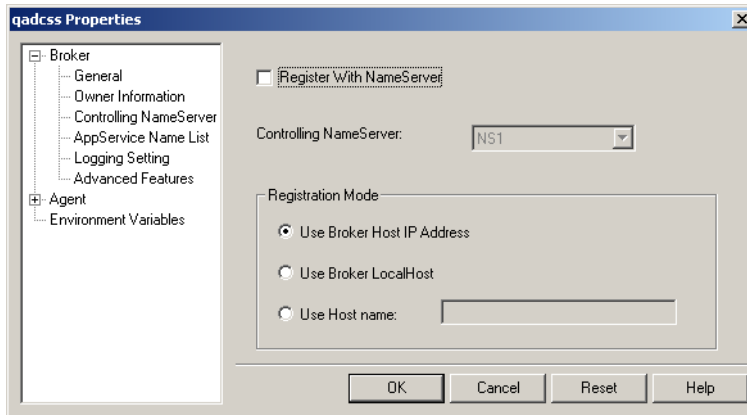 qadcss Properties
Broker
General
Owner Information
Controlling NameServer
AppService Name List
Logging Setting
Advanced Features
Agent
Environment Variables
Register With NameServer
Controlling NameServer:
NS1
Registration Mode
Use Broker Host IP Address
Use Broker LocalHost
Use Host name:
OK
Cancel
Reset
Help